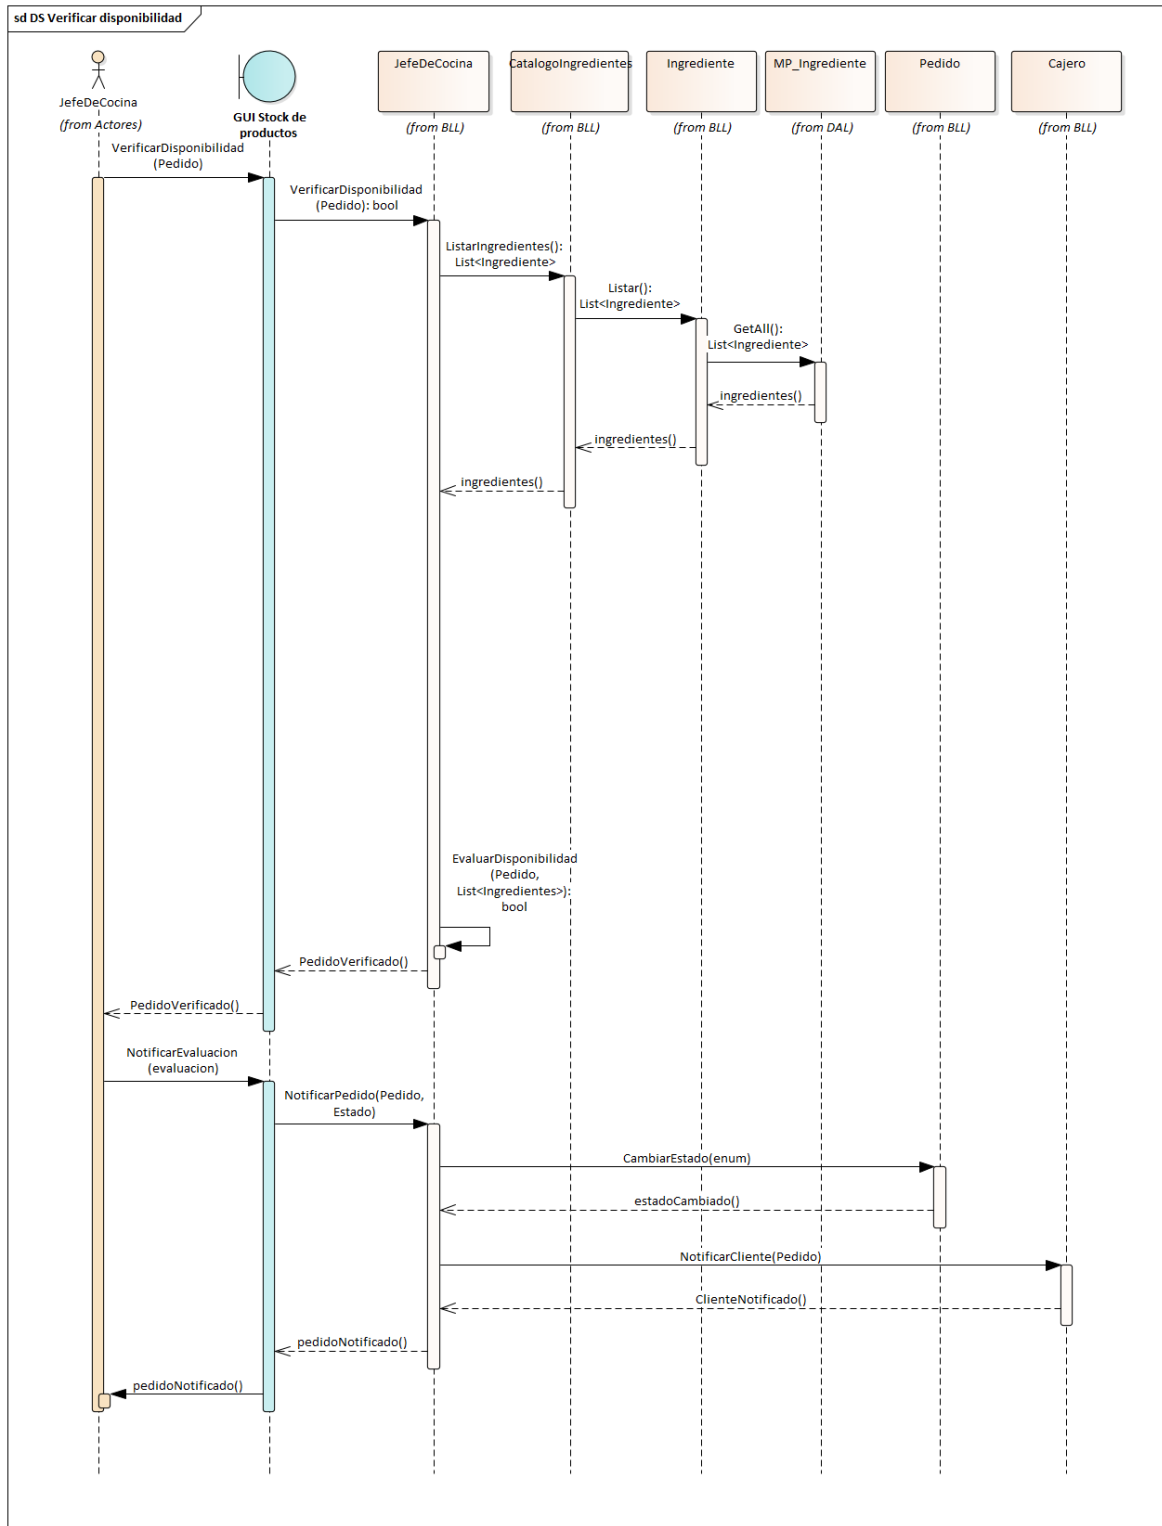 sd DS Verificar disponibilidad
JefeDeCocina
(from Actores)
GUI Stock de
productos
JefeDeCocina
(from BLL)
CatalogoIngredientes
(from BLL)
Ingrediente
(from BLL)
MP_Ingrediente
(from DAL)
Pedido
(from BLL)
Cajero
(from BLL)
VerificarDisponibilidad
(Pedido)
VerificarDisponibilidad
(Pedido): bool
ListarIngredientes():
List<Ingrediente>
Listar():
List<Ingrediente>
GetAll():
List<Ingrediente>
ingredientes()
ingredientes()
ingredientes()
EvaluarDisponibilidad
(Pedido,
List<Ingredientes>):
bool
PedidoVerificado()
PedidoVerificado()
NotificarEvaluacion
(evaluacion)
NotificarPedido(Pedido,
Estado)
CambiarEstado(enum)
estadoCambiado()
NotificarCliente(Pedido)
ClienteNotificado()
pedidoNotificado()
pedidoNotificado()